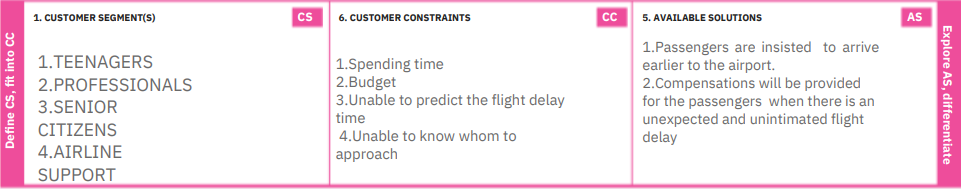 Define CS, fit into CC
1. CUSTOMER SEGMENT(S)
CS
1.TEENAGERS
2.PROFESSIONALS
3.SENIOR
CITIZENS
4.AIRLINE
SUPPORT
6. CUSTOMER CONSTRAINTS
CC
1.Spending time
2.Budget
3.Unable to predict the flight delay
time
4.Unable to know whom to
approach
5. AVAILABLE SOLUTIONS
AS
1.Passengers are insisted to arrive
earlier to the airport.
2.Compensations will be provided
for the passengers when there is an
unexpected and unintimated flight
delay
Explore AS, differentiate